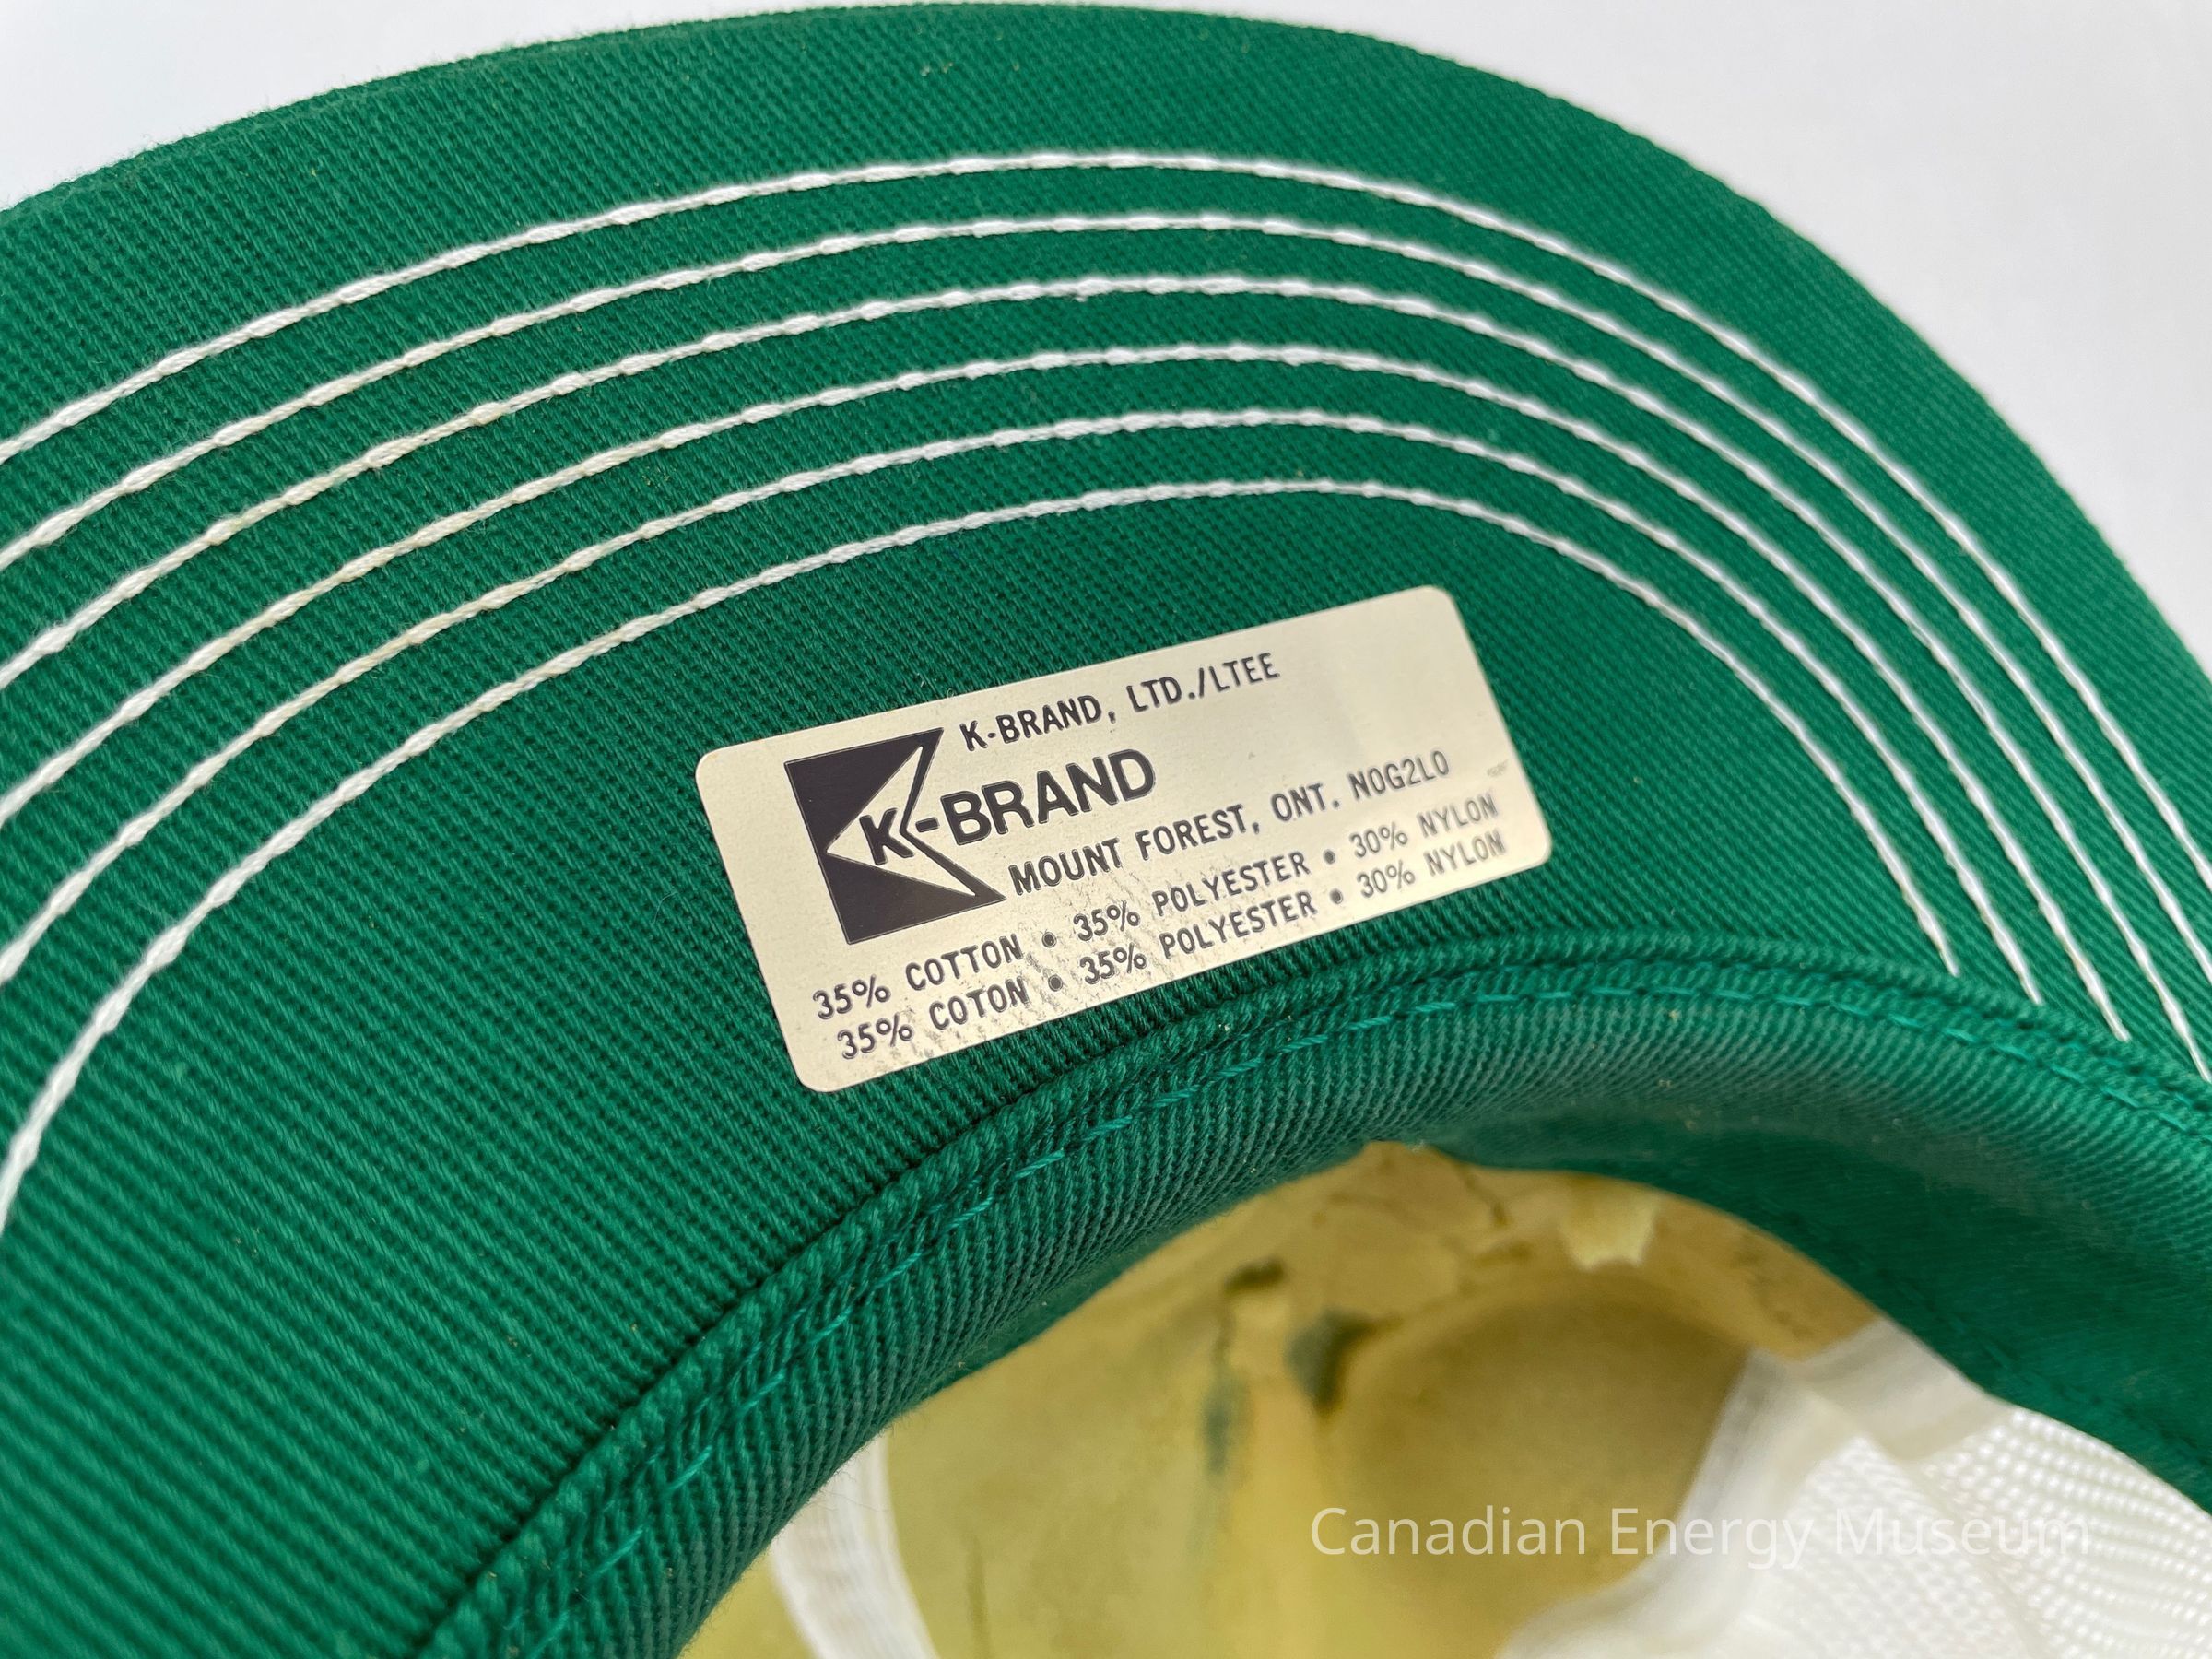 K-BRAND, LTD./LTEE
K-BRAND
MOUNT FOREST, ONT. N0G2L0
35% COTTON • 35% POLYESTER • 30% NYLON
35% COTON • 35% POLYESTER • 30% NYLON
Canadian Energy Museum